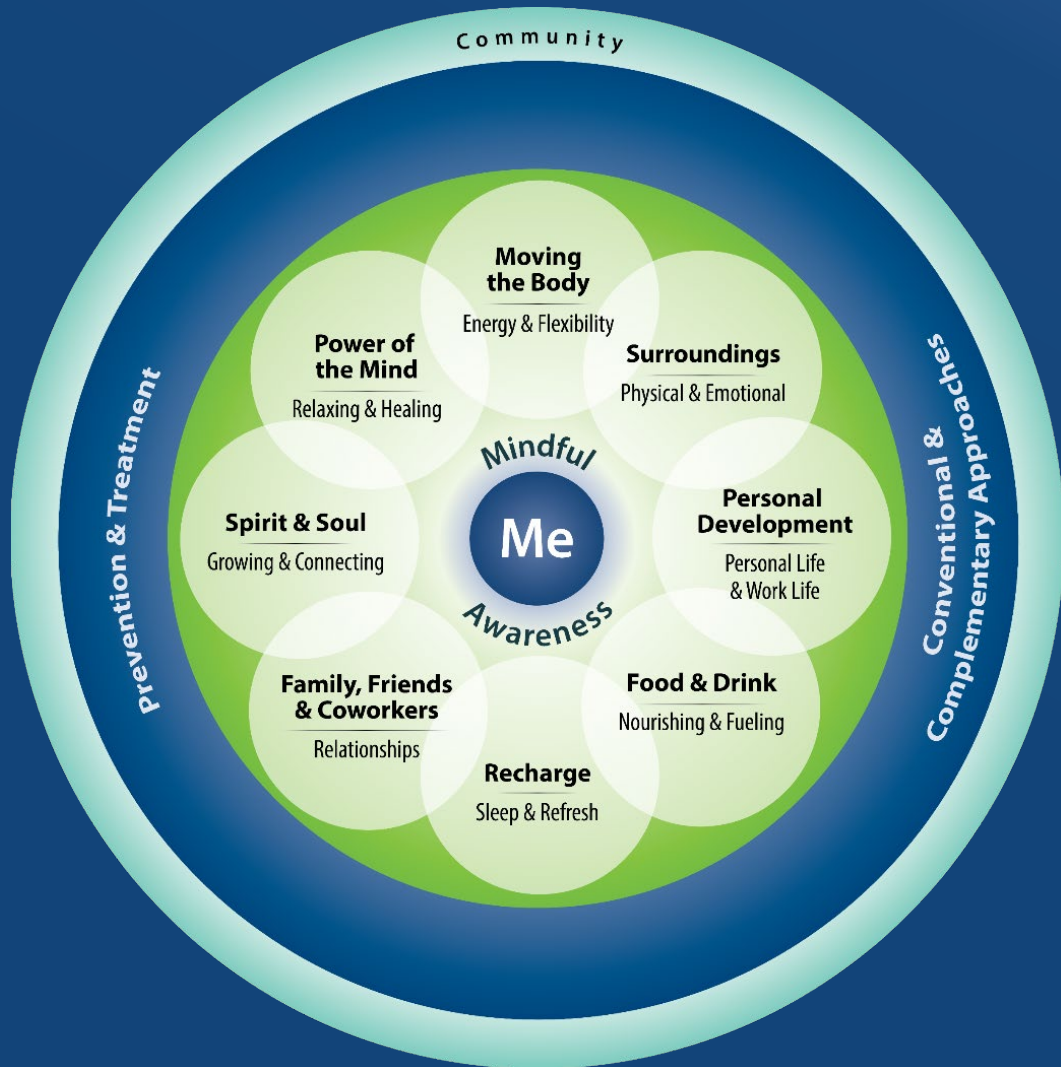 Community
Prevention & Treatment
Conventional &
Complementary Approaches
Moving
the Body
Energy & Flexibility
Surroundings
Physical & Emotional
Personal
Development
Personal Life
& Work Life
Food & Drink
Nourishing & Fueling
Recharge
Sleep & Refresh
Family, Friends
& Coworkers
Relationships
Spirit & Soul
Growing & Connecting
Power of
the Mind
Relaxing & Healing
Mindful
Me
Awareness